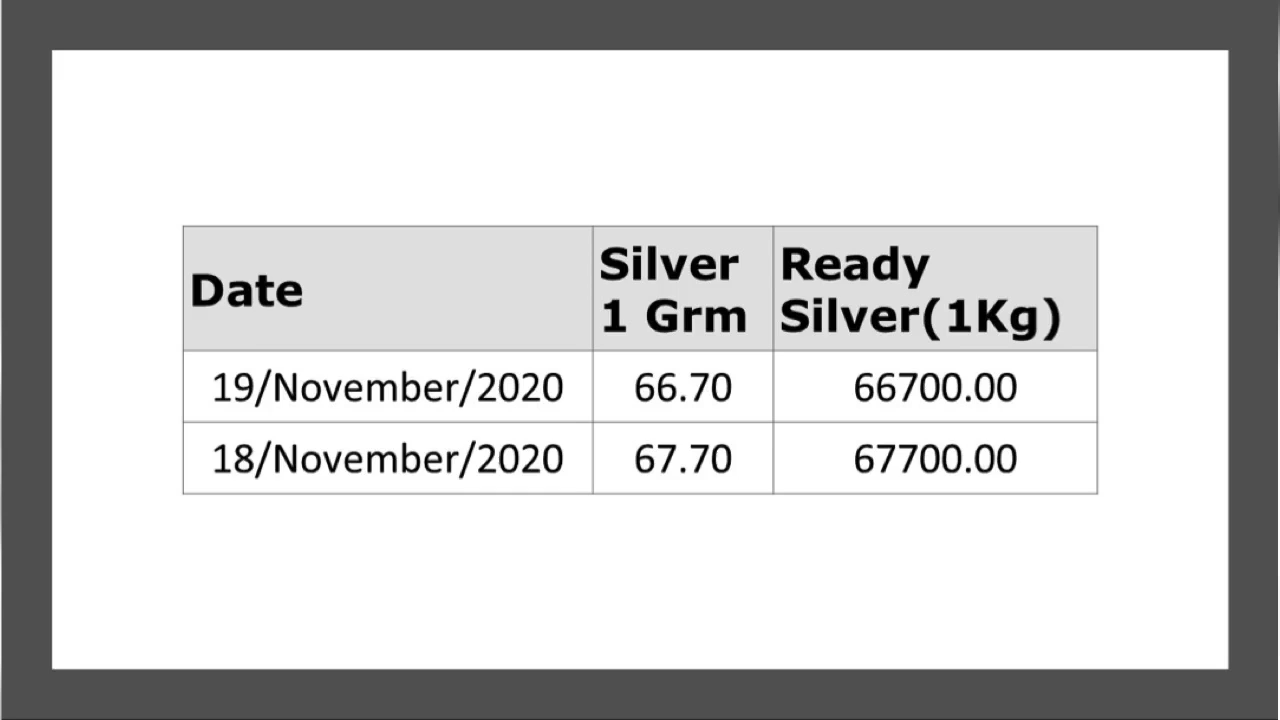 Date
Silver
1 Grm
Ready
Silver(1Kg)
19/November/2020 66.70 66700.00
18/November/2020 67.70 67700.00